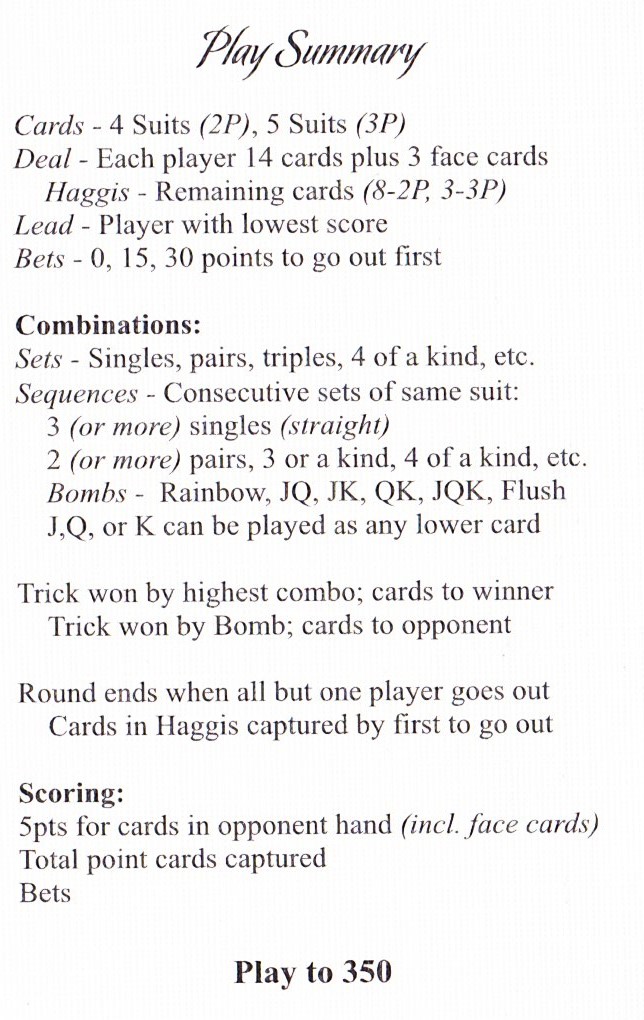 Play Summary
Cards - 4 Suits (2P), 5 Suits (3P)
Deal - Each player 14 cards plus 3 face cards
Haggis - Remaining cards (8-2P, 3-3P)
Lead - Player with lowest score
Bets - 0, 15, 30 points to go out first
Combinations:
Sets - Singles, pairs, triples, 4 of a kind, etc.
Sequences - Consecutive sets of same suit:
3 (or more) singles (straight)
2 (or more) pairs, 3 or a kind, 4 of a kind, etc.
Bombs - Rainbow, JQ, JK, QK, JQK, Flush
J,Q, or K can be played as any lower card
Trick won by highest combo; cards to winner
Trick won by Bomb; cards to opponent
Round ends when all but one player goes out
Cards in Haggis captured by first to go out
Scoring:
5pts for cards in opponent hand (incl. face cards)
Total point cards captured
Bets
Play to 350